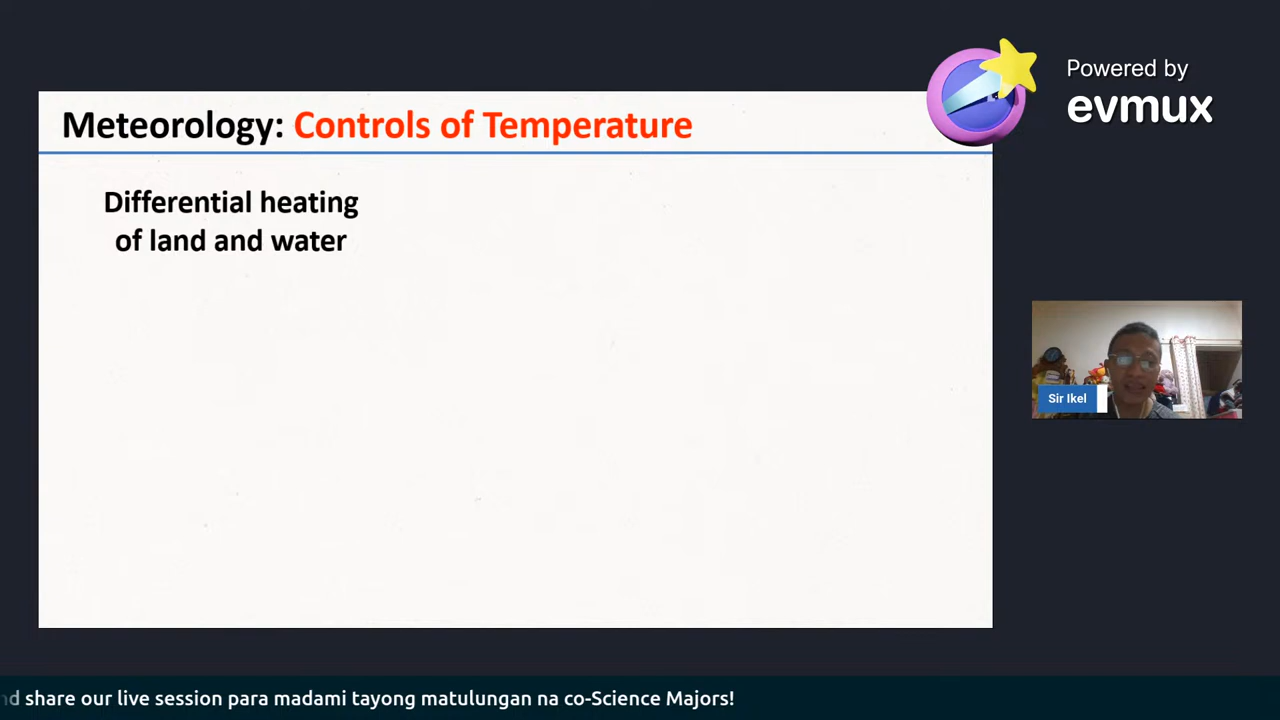 Powered by
evmux
Meteorology: Controls of Temperature
Differential heating
of land and water
Sir Ikel
share our live session para madami tayong matulungan na co-Science Majors!